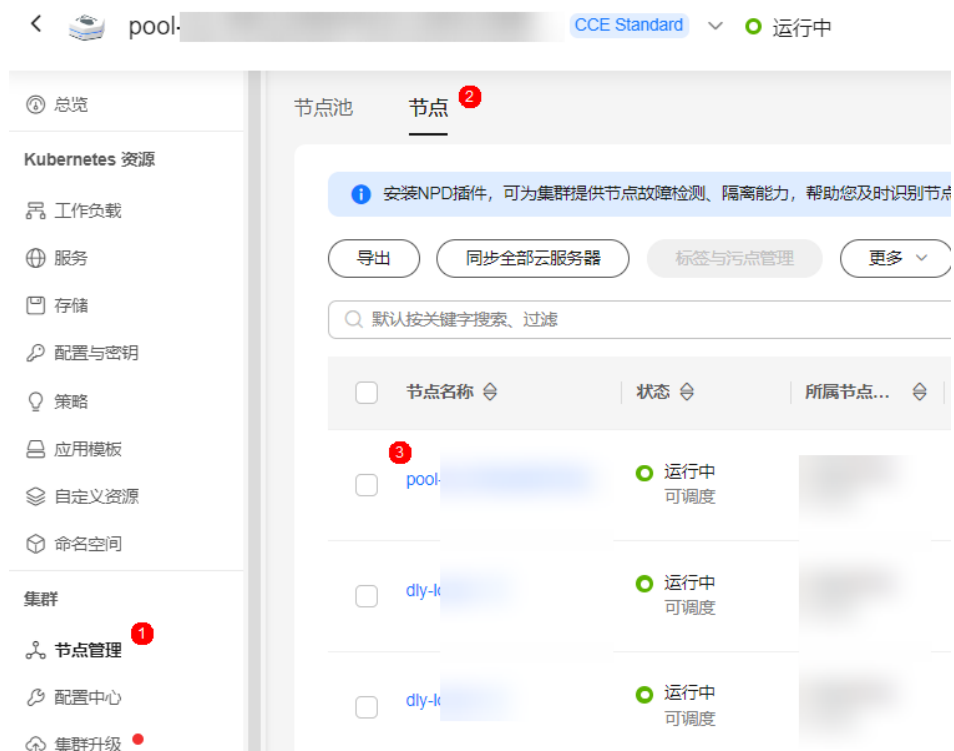 pool- CCE Standard 运行中
总览
Kubernetes 资源
工作负载
服务
存储
配置与密钥
策略
应用模板
自定义资源
命名空间
集群
节点管理 1
配置中心
集群升级
节点池 节点 2
安装NPD插件，可为集群提供节点故障检测、隔离能力，帮助您及时识别节点
导出 同步全部云服务器 标签与污点管理 更多
默认按关键字搜索、过滤
节点名称 状态 所属节点...
3
pool- 运行中
可调度
dly- 运行中
可调度
dly- 运行中
可调度